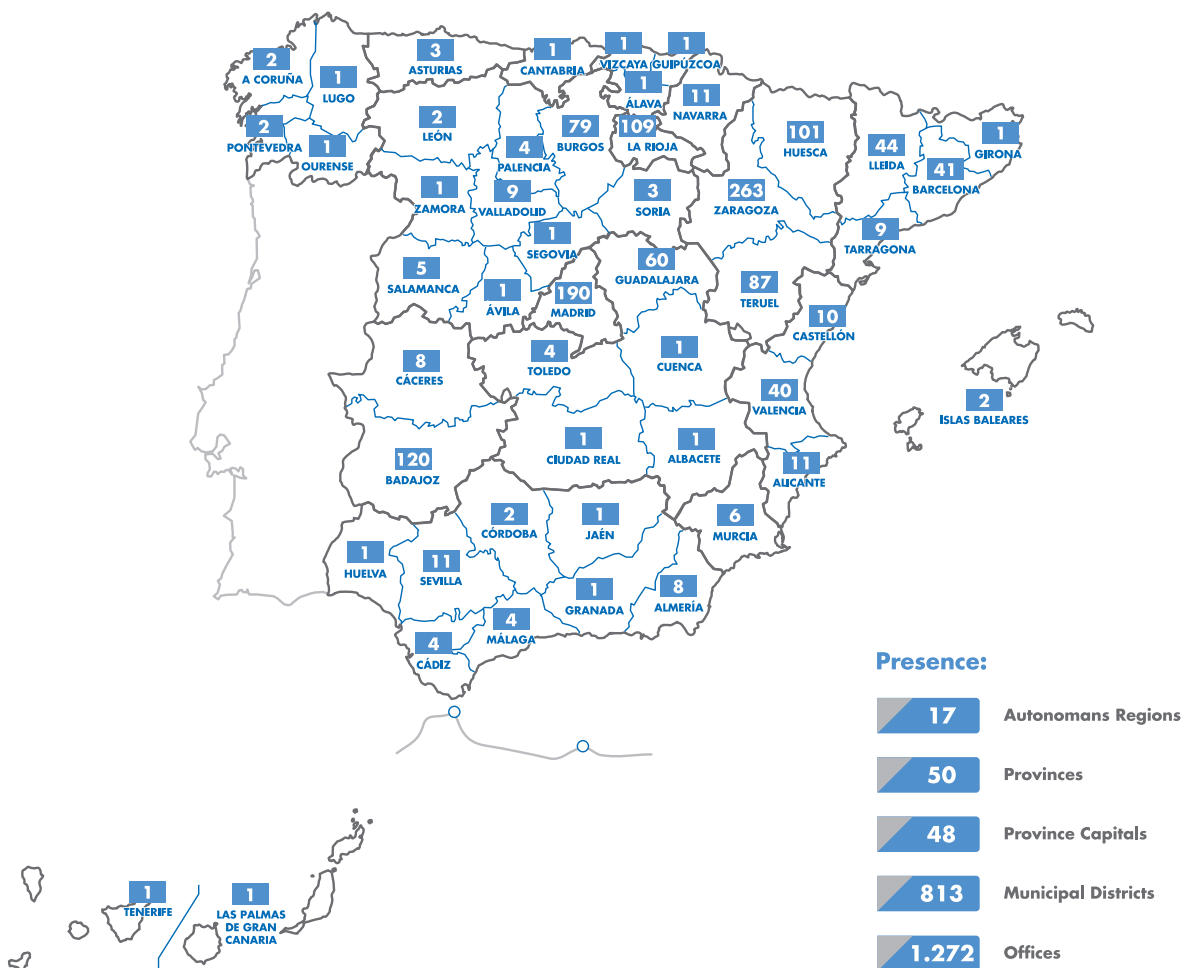 2
A CORUÑA
1
LUGO
3
ASTURIAS
1
CANTABRIA
1
VIZCAYA
1
GUIPÚZCOA
1
ÁLAVA
11
NAVARRA
2
PONTEVEDRA
1
OURENSE
2
LEÓN
4
PALENCIA
79
BURGOS
109
LA RIOJA
101
HUESCA
44
LLEIDA
1
GIRONA
41
BARCELONA
1
ZAMORA
9
VALLADOLID
3
SORIA
263
ZARAGOZA
9
TARRAGONA
5
SALAMANCA
1
ÁVILA
1
SEGOVIA
190
MADRID
60
GUADALAJARA
87
TERUEL
10
CASTELLÓN
8
CÁCERES
4
TOLEDO
1
CUENCA
40
VALENCIA
2
ISLAS BALEARES
120
BADAJOZ
1
CIUDAD REAL
1
ALBACETE
11
ALICANTE
1
HUELVA
11
SEVILLA
2
CÓRDOBA
1
JAÉN
6
MURCIA
4
CÁDIZ
4
MÁLAGA
1
GRANADA
8
ALMERÍA
1
TENERIFE
1
LAS PALMAS
DE GRAN
CANARIA
Presence:
17 Autonomans Regions
50 Provinces
48 Province Capitals
813 Municipal Districts
1.272 Offices